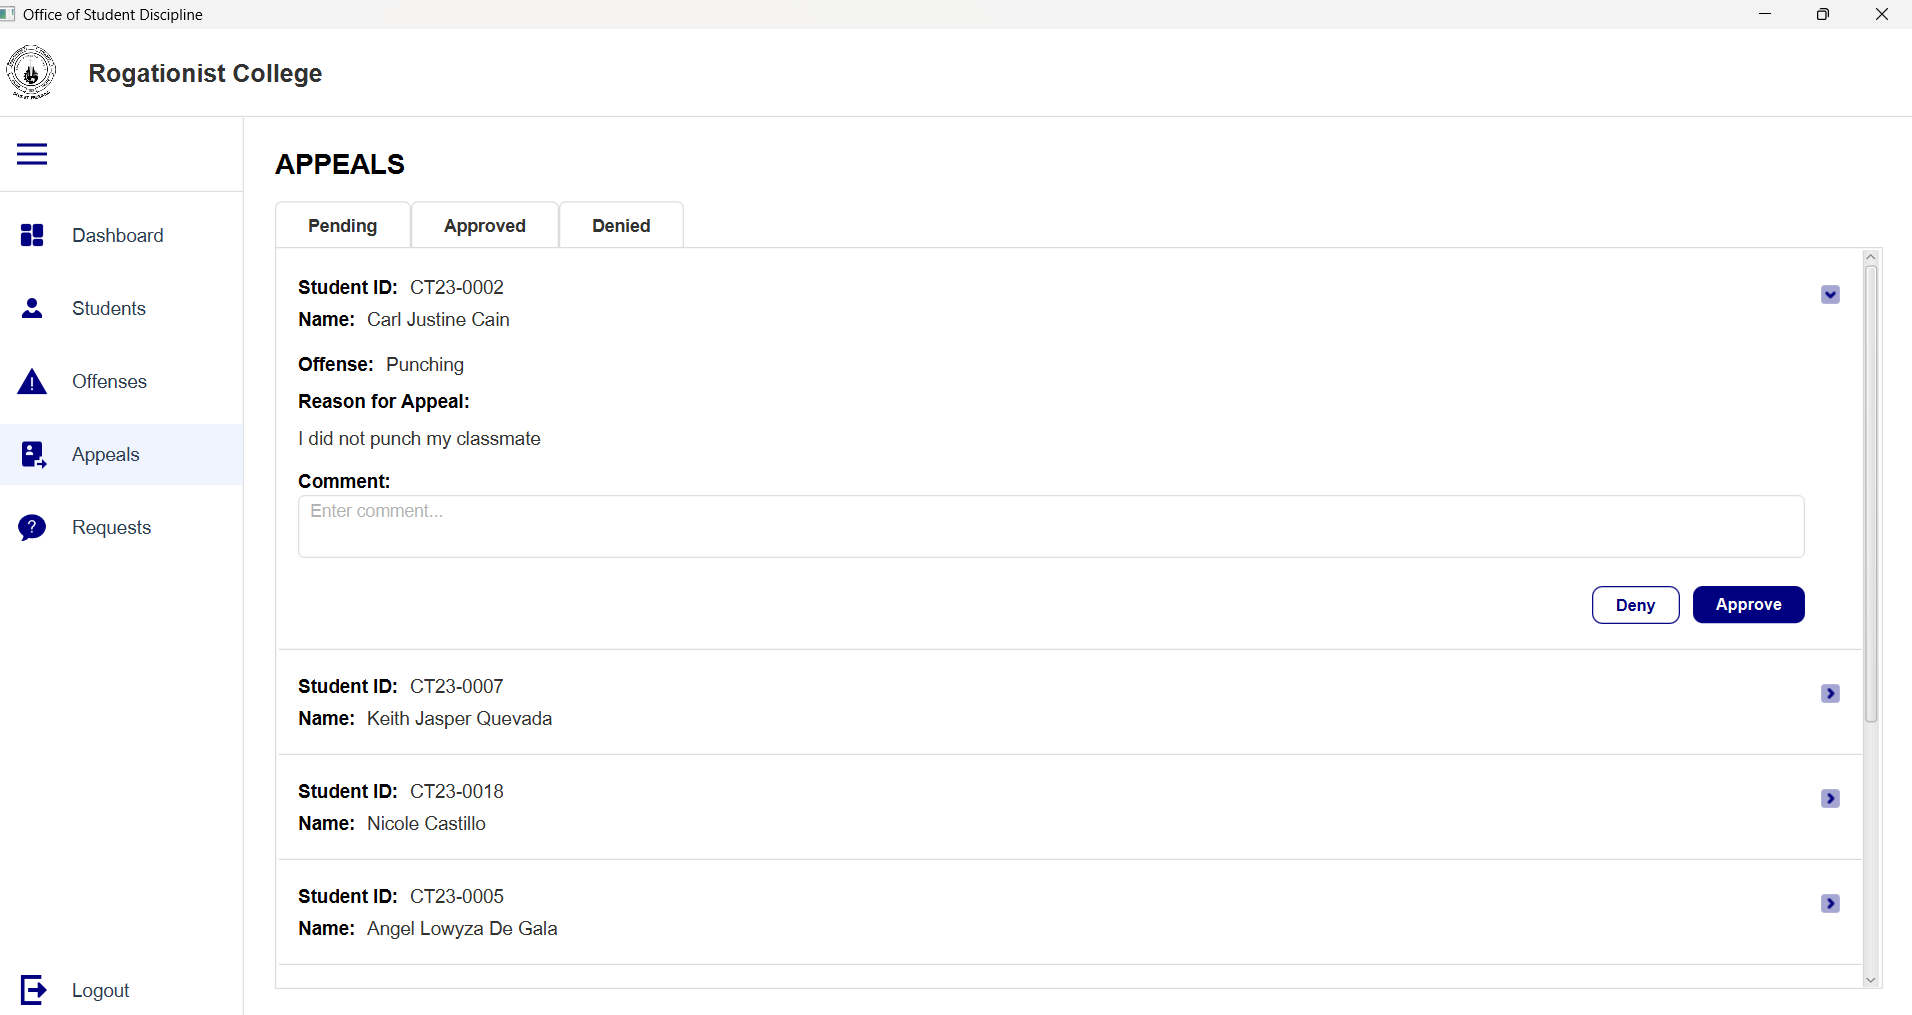 Office of Student Discipline
Rogationist College
APPEALS
Pending Approved Denied
Dashboard
Students
Offenses
Appeals
Requests
Logout
Student ID: CT23-0002
Name: Carl Justine Cain
Offense: Punching
Reason for Appeal:
I did not punch my classmate
Comment:
Enter comment...
Deny Approve
Student ID: CT23-0007
Name: Keith Jasper Quevada
Student ID: CT23-0018
Name: Nicole Castillo
Student ID: CT23-0005
Name: Angel Lowyza De Gala